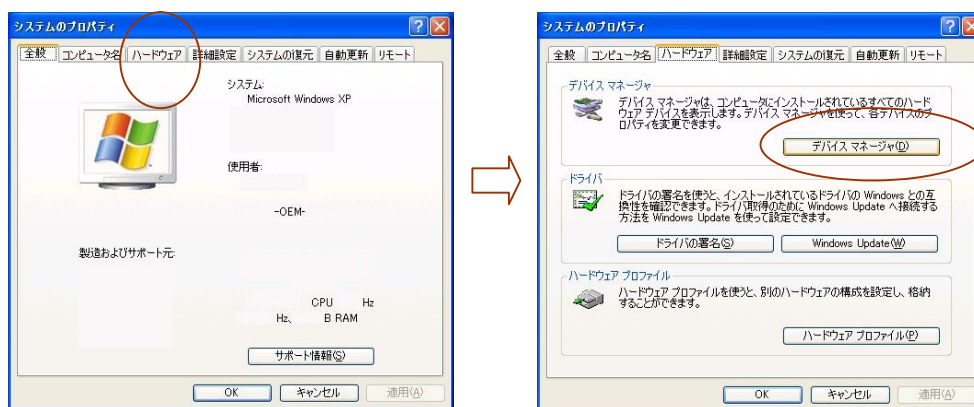 システムのプロパティ
全般 コンピュータ名 ハードウェア 詳細設定 システムの復元 自動更新 リモート
システム:
Microsoft Windows XP
使用者:
-OEM-
製造およびサポート元:
CPU Hz
Hz、 B RAM
サポート情報(S)
OK キャンセル 適用(A)
システムのプロパティ
全般 コンピュータ名 ハードウェア 詳細設定 システムの復元 自動更新 リモート
デバイス マネージャ
デバイス マネージャは、コンピュータにインストールされているすべてのハード
ウェア デバイスを表示します。デバイス マネージャを使って、各デバイスのプ
ロパティを変更できます。
デバイス マネージャ(D)
ドライバ
ドライバの署名を使うと、インストールされているドライバの Windows との互
換性を確認できます。ドライバ取得のために Windows Update へ接続する
方法を Windows Update を使って設定できます。
ドライバの署名(S) Windows Update(W)
ハードウェア プロファイル
ハードウェア プロファイルを使うと、別のハードウェアの構成を設定し、格納
することができます。
ハードウェア プロファイル(P)
OK キャンセル 適用(A)